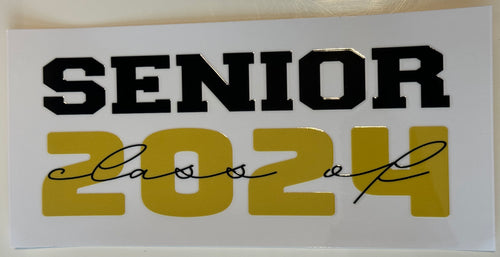 SENIOR
class of
2024